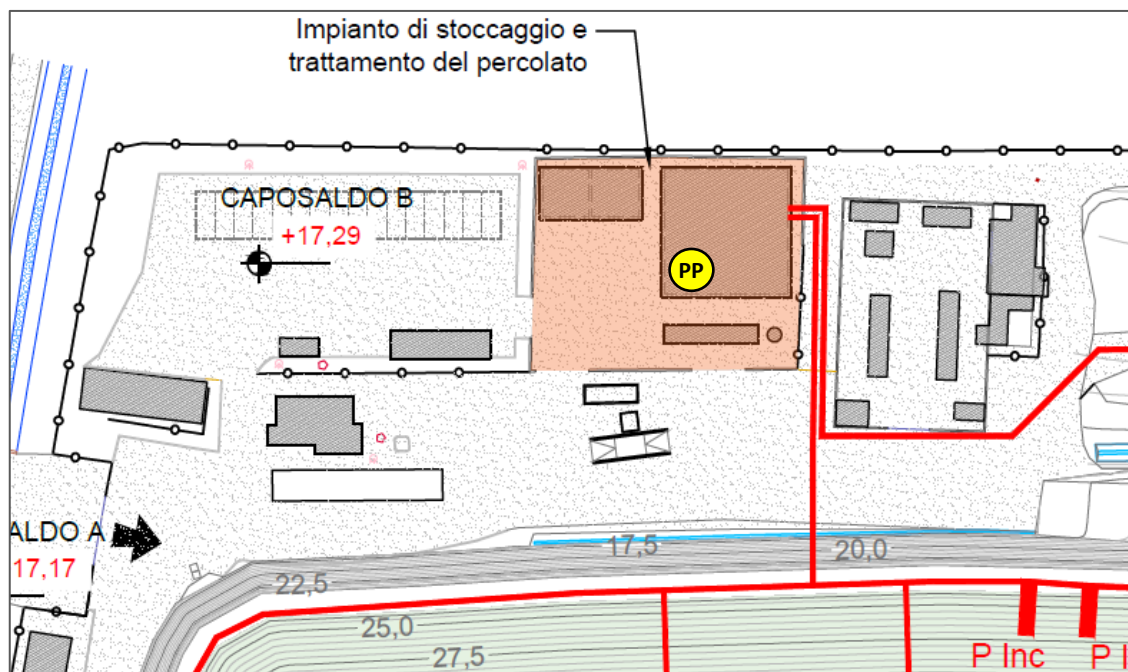 Impianto di stoccaggio e
trattamento del percolato
CAPOSALDO B
+17,29
PP
ALDO A
17,17
17,5
20,0
22,5
25,0
27,5
P Inc
P I